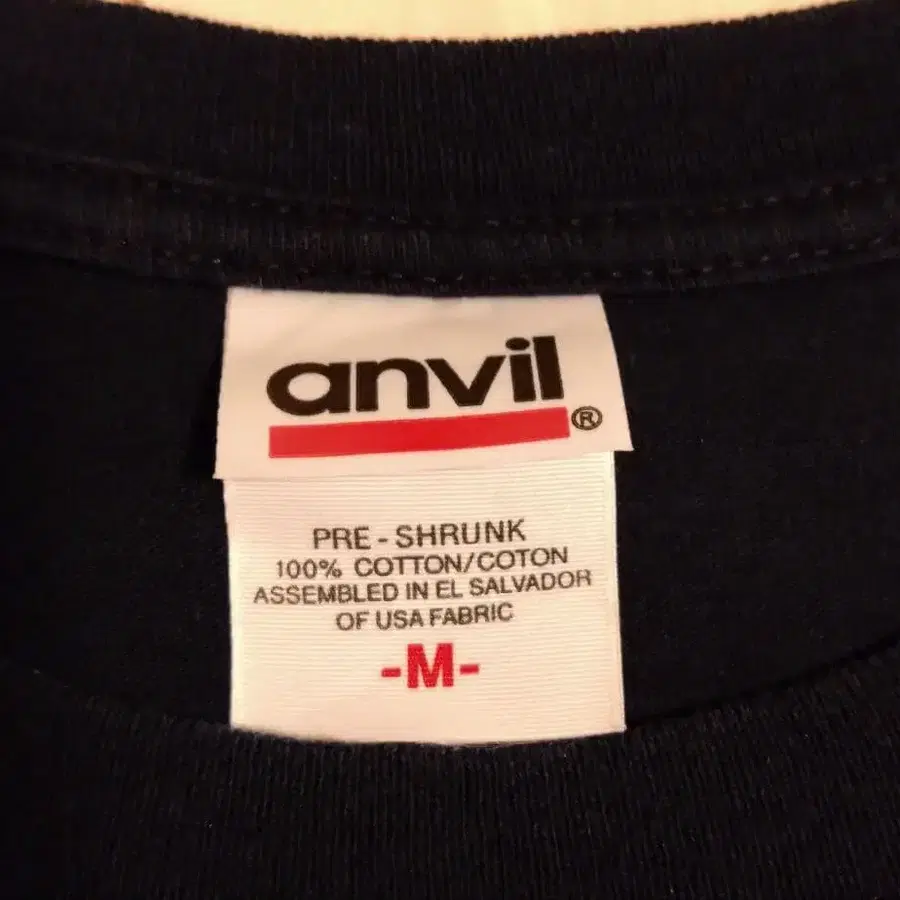 anvil®
PRE-SHRUNK
100% COTTON/COTON
ASSEMBLED IN EL SALVADOR
OF USA FABRIC
-M-